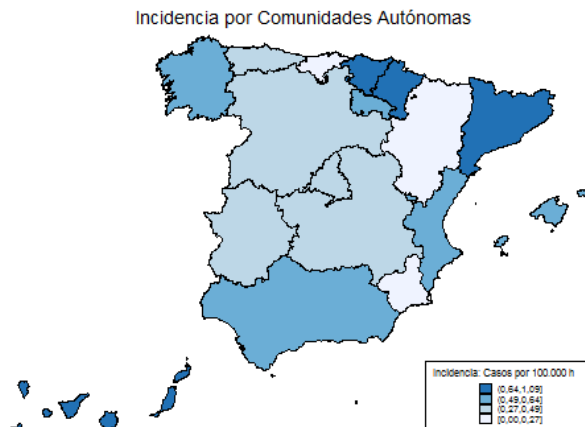 Incidencia por Comunidades Autónomas
Incidencia: Casos por 100.000 h
(0,64,1,09]
(0,49,0,64]
(0,27,0,49]
[0,00,0,27]